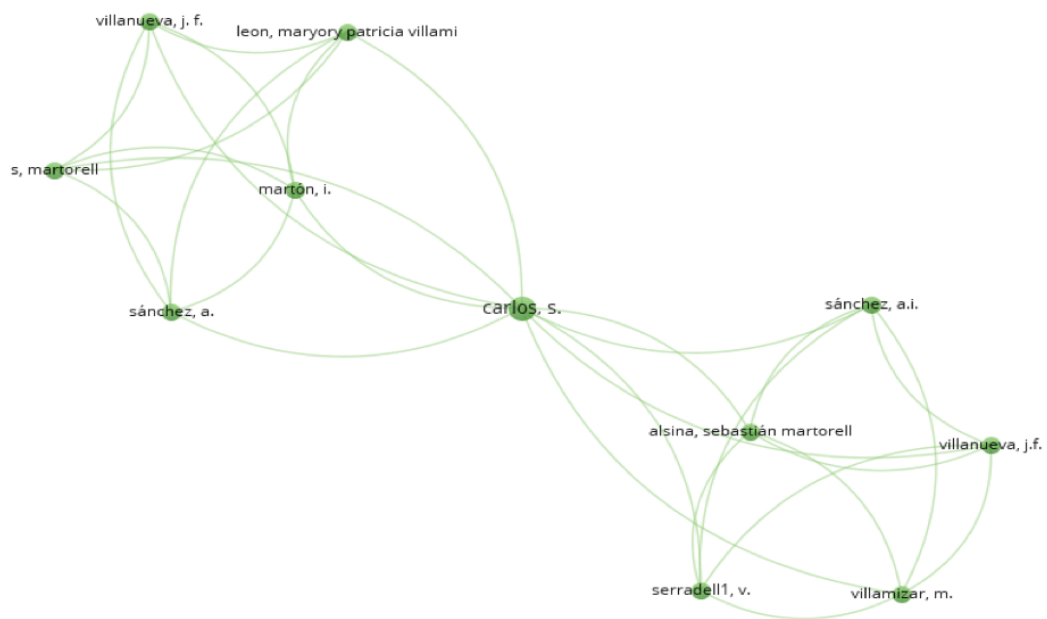 villanueva, j. f.
leon, maryory patricia villami
s, martorell
martón, i.
sánchez, a.
carlos, s.
sánchez, a.i.
alsina, sebastián martorell
villanueva, j.f.
serradell1, v.
villamizar, m.